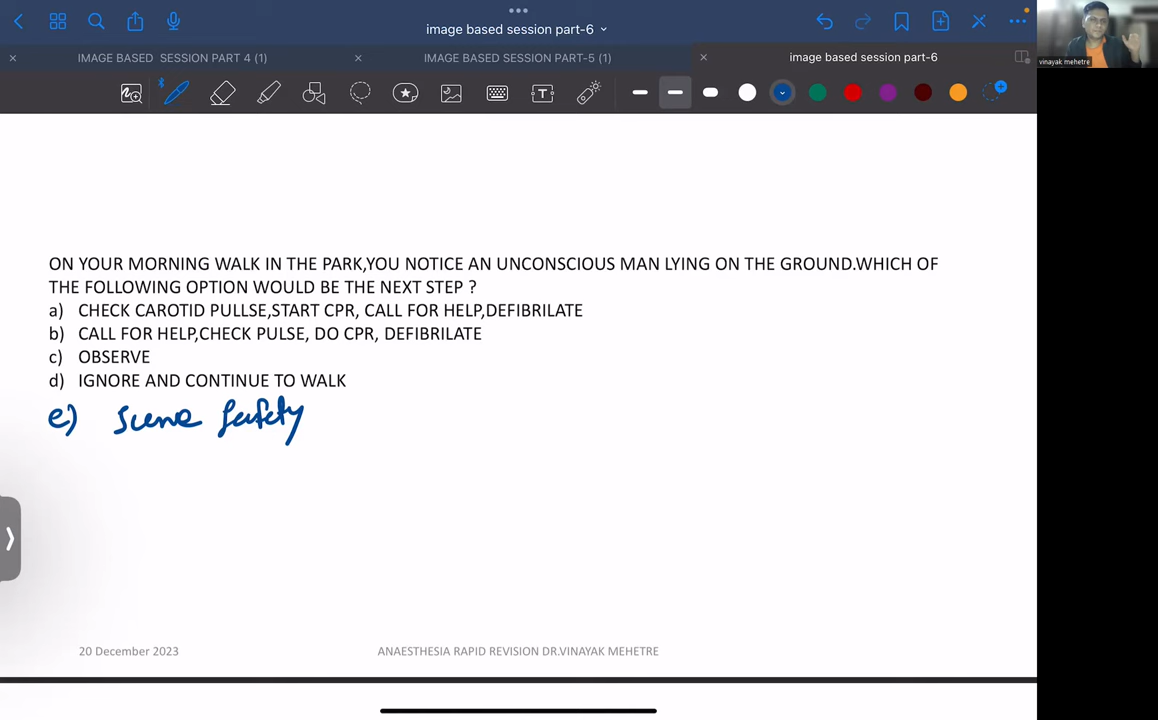 image based session part-6
IMAGE BASED SESSION PART 4 (1)
IMAGE BASED SESSION PART-5 (1)
image based session part-6
vinayak mehetre
ON YOUR MORNING WALK IN THE PARK,YOU NOTICE AN UNCONSCIOUS MAN LYING ON THE GROUND.WHICH OF
THE FOLLOWING OPTION WOULD BE THE NEXT STEP ?
a) CHECK CAROTID PULLSE,START CPR, CALL FOR HELP,DEFIBRILATE
b) CALL FOR HELP,CHECK PULSE, DO CPR, DEFIBRILATE
c) OBSERVE
d) IGNORE AND CONTINUE TO WALK
e) Scene Safety
20 December 2023
ANAESTHESIA RAPID REVISION DR.VINAYAK MEHETRE